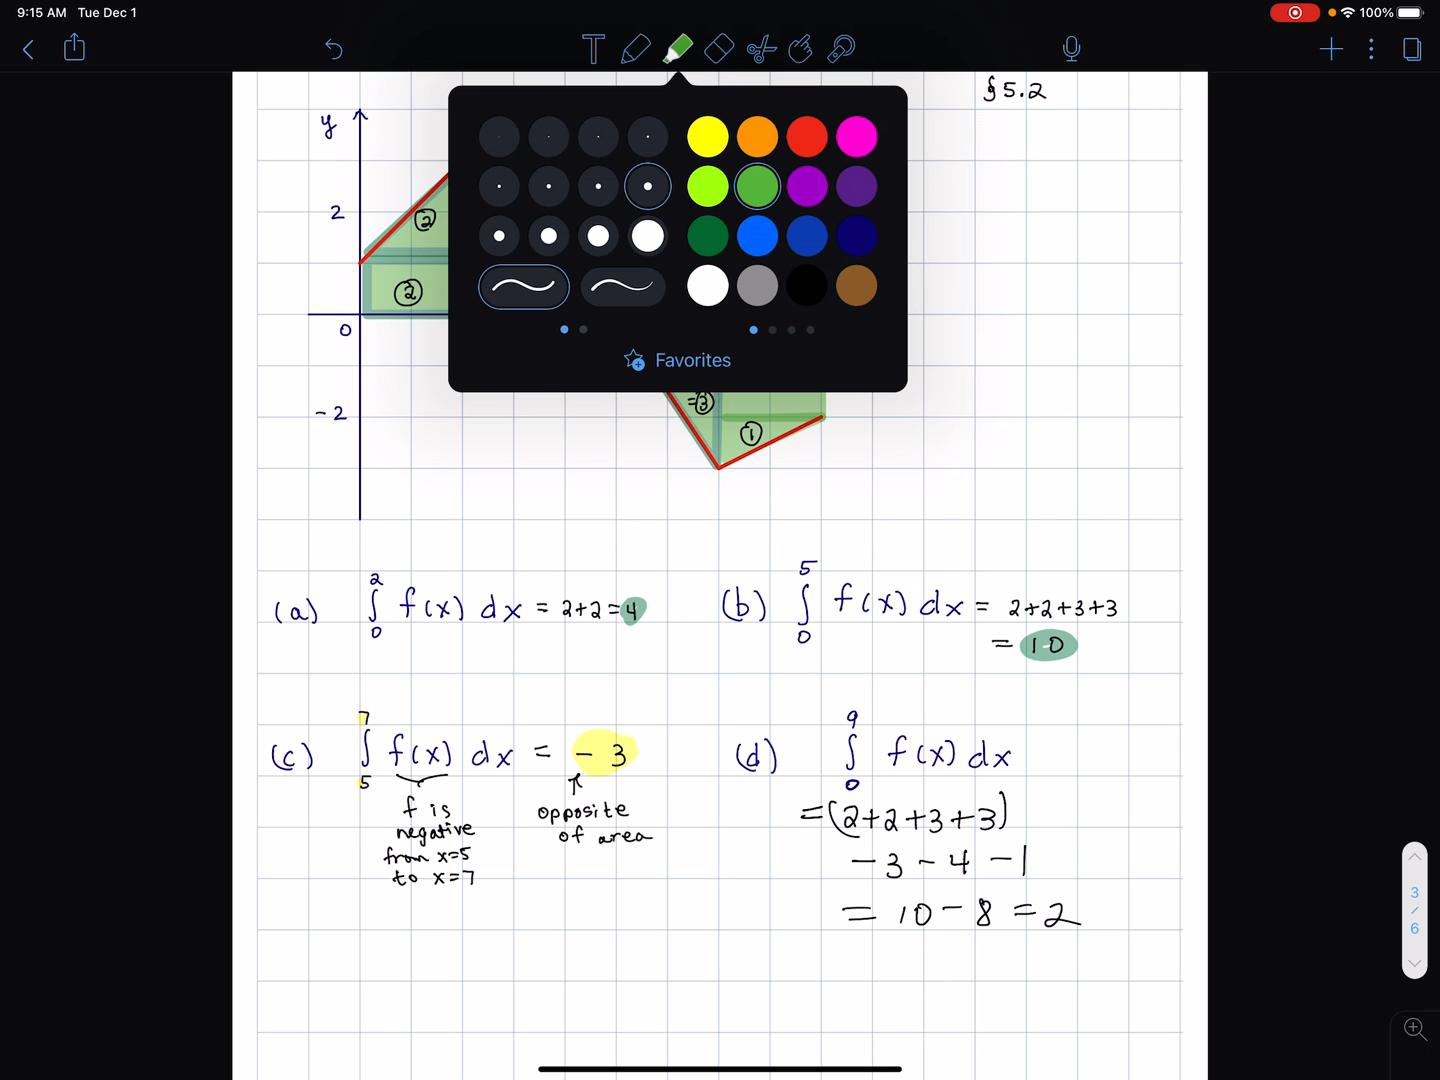 9:15 AM Tue Dec 1
100%
T
§5.2
y
2
②
②
0
-2
=③
①
Favorites
(a) ∫₀² f(x) dx = 2+2=4
(b) ∫₀⁵ f(x) dx = 2+2+3+3
= 10
(c) ∫₅⁷ f(x) dx = - 3
f is
negative
from x=5
to x=7
opposite
of area
(d) ∫₀⁹ f(x) dx
=(2+2+3+3)
-3-4-1
= 10-8=2
3
/
6